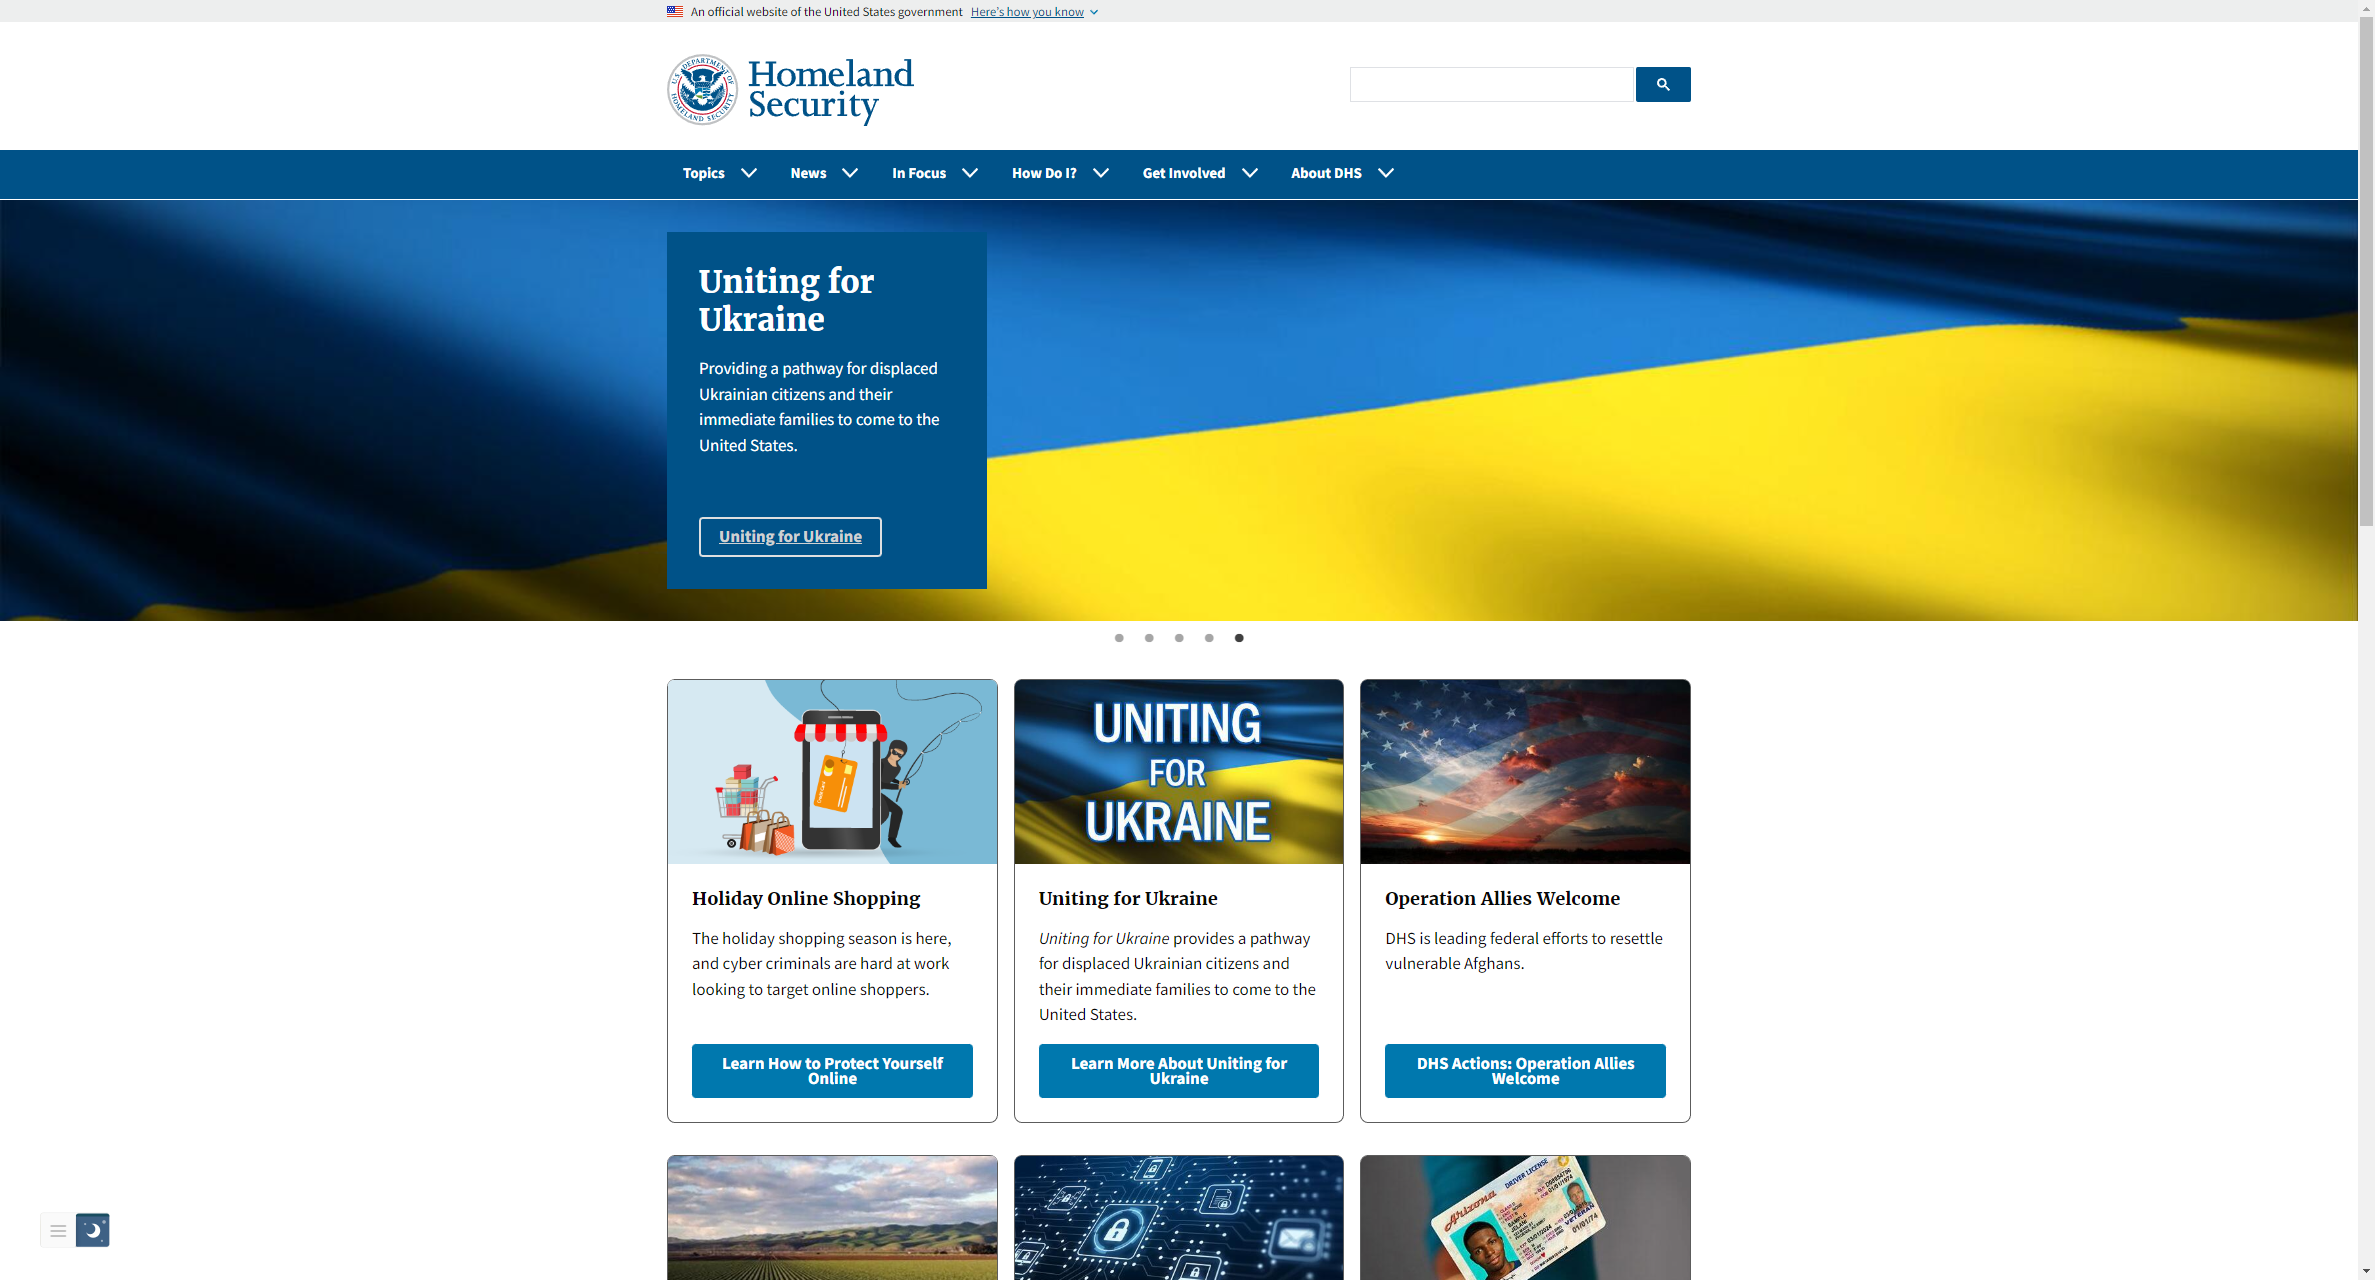 An official website of the United States government Here's how you know
U.S. DEPARTMENT OF
HOMELAND SECURITY
Homeland
Security
Topics
News
In Focus
How Do I?
Get Involved
About DHS
Uniting for
Ukraine
Providing a pathway for displaced
Ukrainian citizens and their
immediate families to come to the
United States.
Uniting for Ukraine
UNITING
FOR
UKRAINE
Holiday Online Shopping
The holiday shopping season is here,
and cyber criminals are hard at work
looking to target online shoppers.
Learn How to Protect Yourself
Online
Uniting for Ukraine
Uniting for Ukraine provides a pathway
for displaced Ukrainian citizens and
their immediate families to come to the
United States.
Learn More About Uniting for
Ukraine
Operation Allies Welcome
DHS is leading federal efforts to resettle
vulnerable Afghans.
DHS Actions: Operation Allies
Welcome
Arizona
DRIVER LICENSE
VETERAN
01/01/74